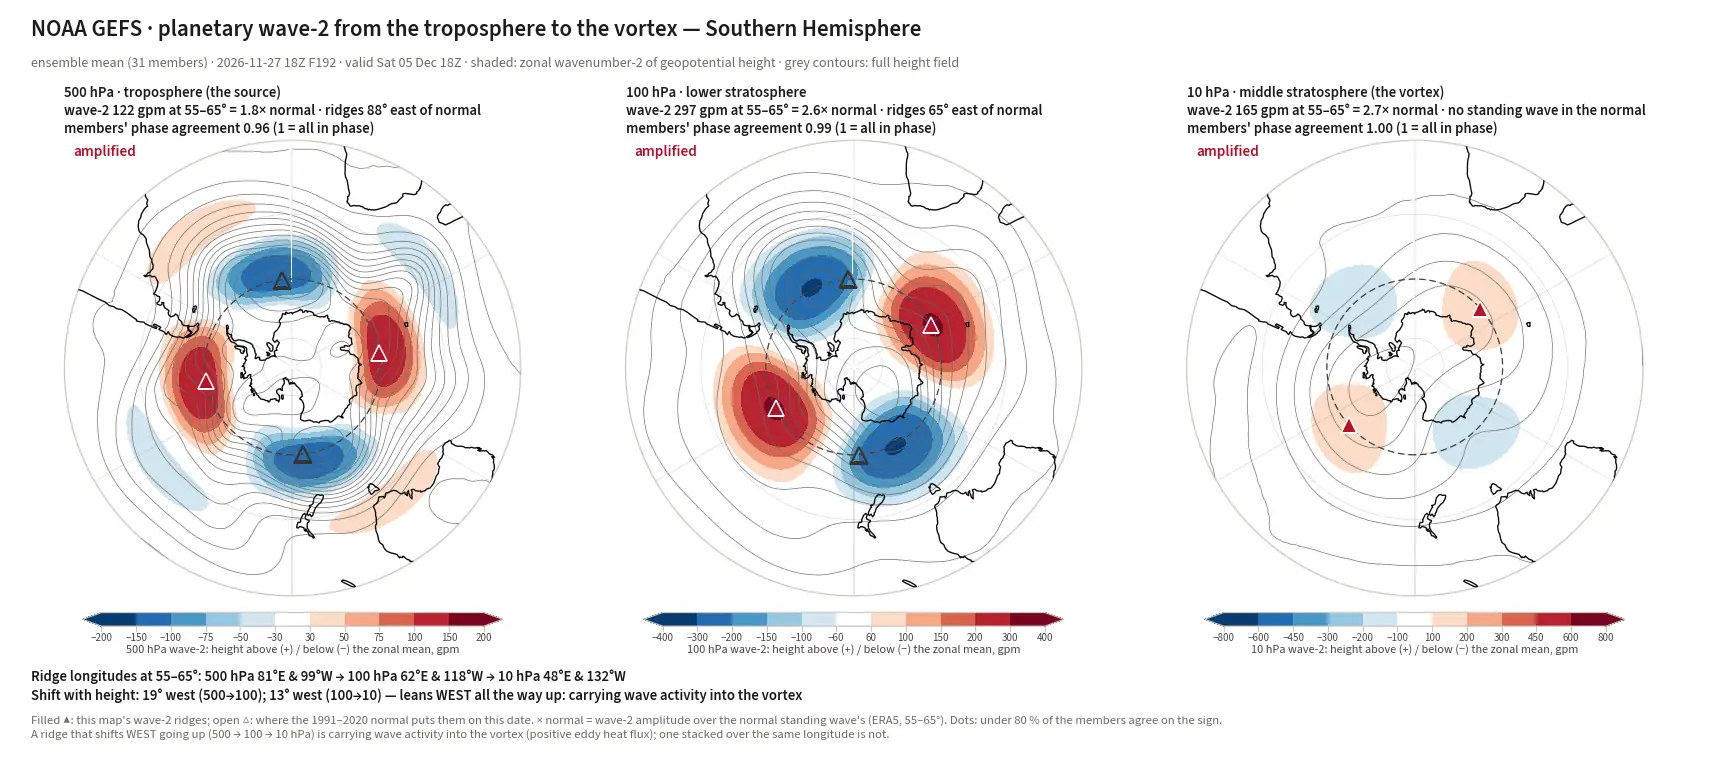 NOAA GEFS · planetary wave-2 from the troposphere to the vortex — Southern Hemisphere
ensemble mean (31 members) · 2026-11-27 18Z F192 · valid Sat 05 Dec 18Z · shaded: zonal wavenumber-2 of geopotential height · grey contours: full height field
500 hPa · troposphere (the source)
wave-2 122 gpm at 55–65° = 1.8× normal · ridges 88° east of normal
members' phase agreement 0.96 (1 = all in phase)
amplified
100 hPa · lower stratosphere
wave-2 297 gpm at 55–65° = 2.6× normal · ridges 65° east of normal
members' phase agreement 0.99 (1 = all in phase)
amplified
10 hPa · middle stratosphere (the vortex)
wave-2 165 gpm at 55–65° = 2.7× normal · no standing wave in the normal
members' phase agreement 1.00 (1 = all in phase)
amplified
−200 −150 −100 −75 −50 −30 30 50 75 100 150 200
500 hPa wave-2: height above (+) / below (−) the zonal mean, gpm
−400 −300 −200 −150 −100 −60 60 100 150 200 300 400
100 hPa wave-2: height above (+) / below (−) the zonal mean, gpm
−800 −600 −450 −300 −200 −100 100 200 300 450 600 800
10 hPa wave-2: height above (+) / below (−) the zonal mean, gpm
Ridge longitudes at 55–65°: 500 hPa 81°E & 99°W → 100 hPa 62°E & 118°W → 10 hPa 48°E & 132°W
Shift with height: 19° west (500→100); 13° west (100→10) — leans WEST all the way up: carrying wave activity into the vortex
Filled ▲: this map's wave-2 ridges; open △: where the 1991–2020 normal puts them on this date. × normal = wave-2 amplitude over the normal standing wave's (ERA5, 55–65°). Dots: under 80 % of the members agree on the sign.
A ridge that shifts WEST going up (500 → 100 → 10 hPa) is carrying wave activity into the vortex (positive eddy heat flux); one stacked over the same longitude is not.